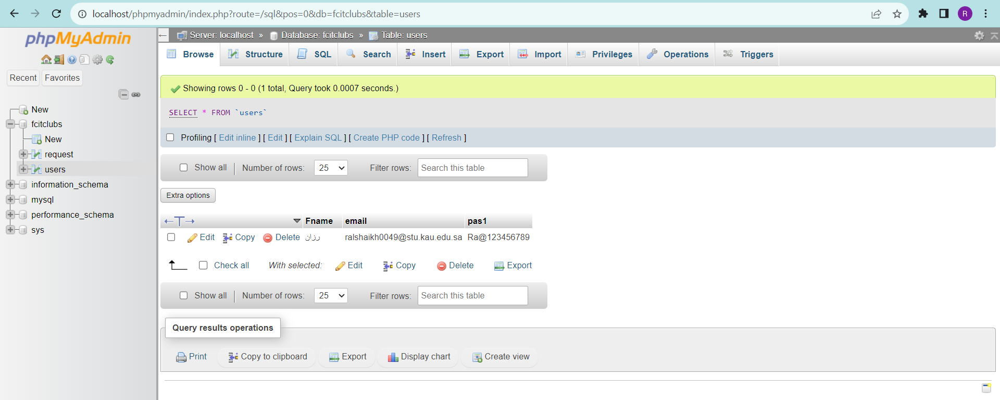 localhost/phpmyadmin/index.php?route=/sql&pos=0&db=fcitclubs&table=users
R
phpMyAdmin
Recent Favorites
New
fcitclubs
New
request
users
information_schema
mysql
performance_schema
sys
Server: localhost » Database: fcitclubs » Table: users
Browse Structure SQL Search Insert Export Import Privileges Operations Triggers
Showing rows 0 - 0 (1 total, Query took 0.0007 seconds.)
SELECT * FROM `users`
Profiling [ Edit inline ] [ Edit ] [ Explain SQL ] [ Create PHP code ] [ Refresh ]
Show all Number of rows: 25 Filter rows: Search this table
Extra options
Fname email pas1
Edit Copy Delete رزان ralshaikh0049@stu.kau.edu.sa Ra@123456789
Check all With selected: Edit Copy Delete Export
Show all Number of rows: 25 Filter rows: Search this table
Query results operations
Print Copy to clipboard Export Display chart Create view